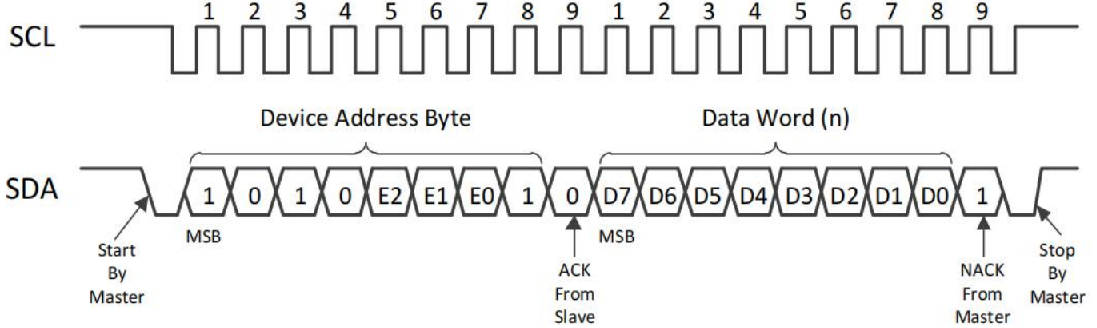 1 2 3 4 5 6 7 8 9 1 2 3 4 5 6 7 8 9
SCL
Device Address Byte Data Word (n)
SDA 1 0 1 0 E2 E1 E0 1 0 D7 D6 D5 D4 D3 D2 D1 D0 1
MSB MSB
Start
By
Master
ACK
From
Slave
NACK
From
Master
Stop
By
Master